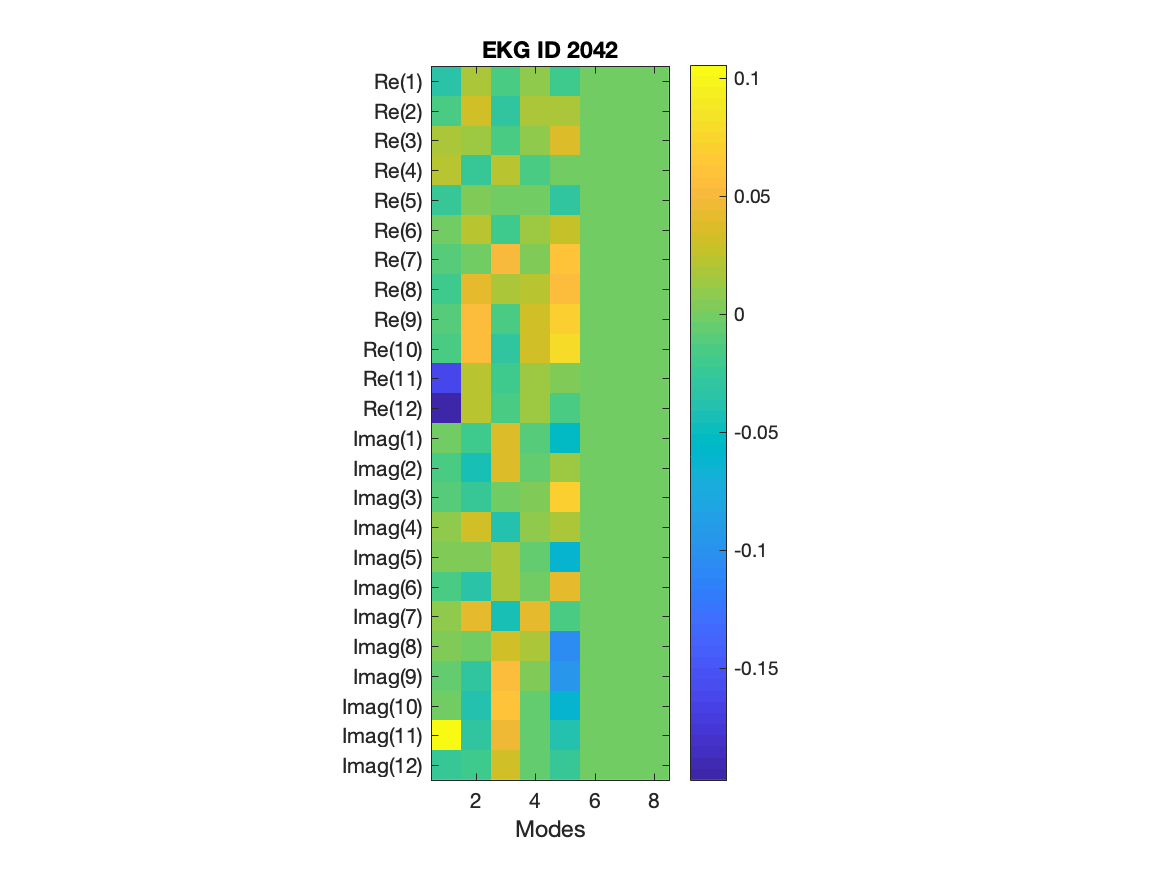 EKG ID 2042
Re(1)
Re(2)
Re(3)
Re(4)
Re(5)
Re(6)
Re(7)
Re(8)
Re(9)
Re(10)
Re(11)
Re(12)
Imag(1)
Imag(2)
Imag(3)
Imag(4)
Imag(5)
Imag(6)
Imag(7)
Imag(8)
Imag(9)
Imag(10)
Imag(11)
Imag(12)
2 4 6 8
Modes
0.1
0.05
0
-0.05
-0.1
-0.15